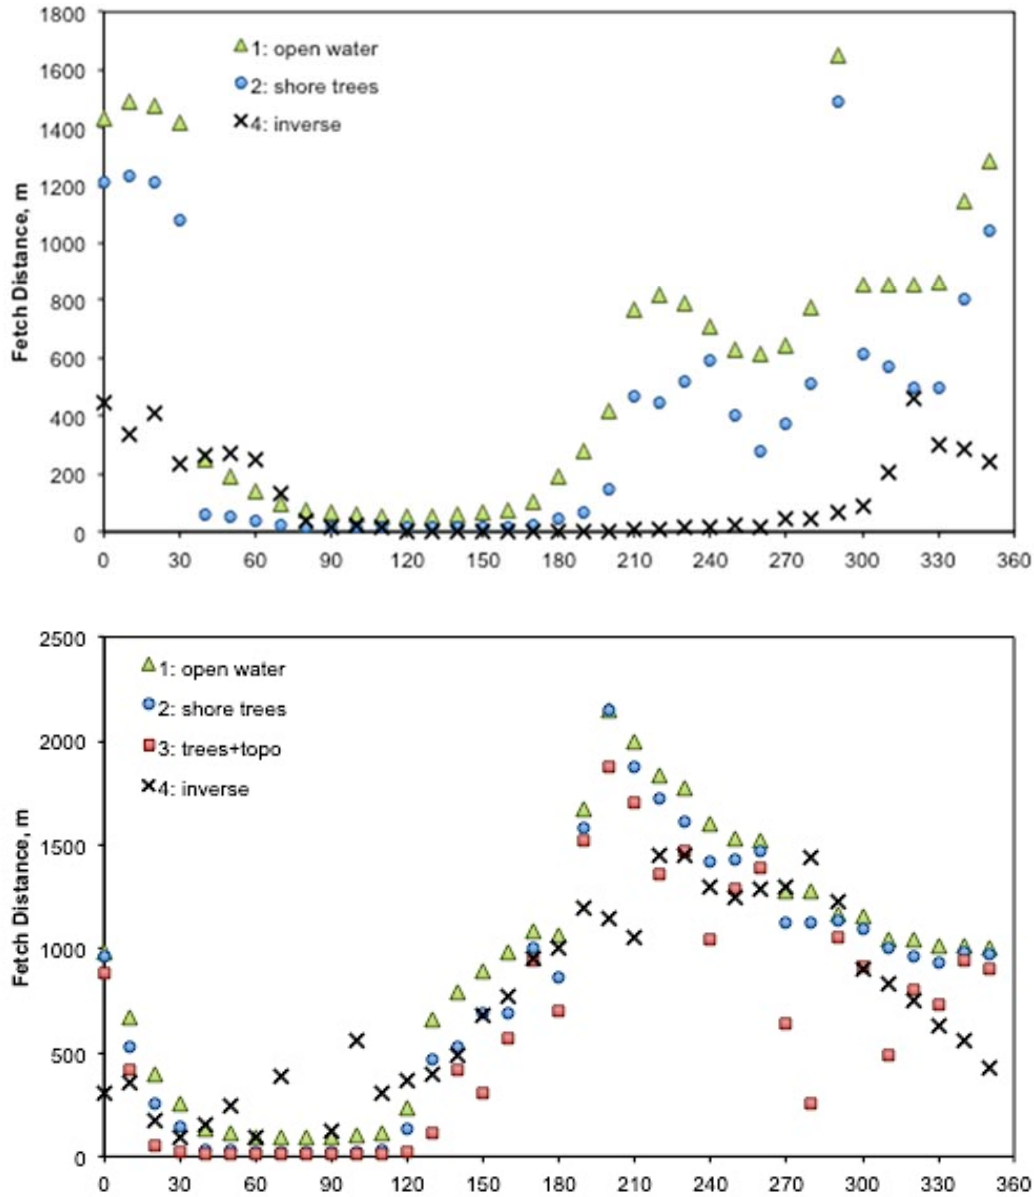 1800
1: open water
1600
2: shore trees
1400
4: inverse
1200
1000
800
600
400
200
0
Fetch Distance, m
0 30 60 90 120 150 180 210 240 270 300 330 360
2500
1: open water
2: shore trees
2000
3: trees+topo
4: inverse
1500
1000
500
0
Fetch Distance, m
0 30 60 90 120 150 180 210 240 270 300 330 360